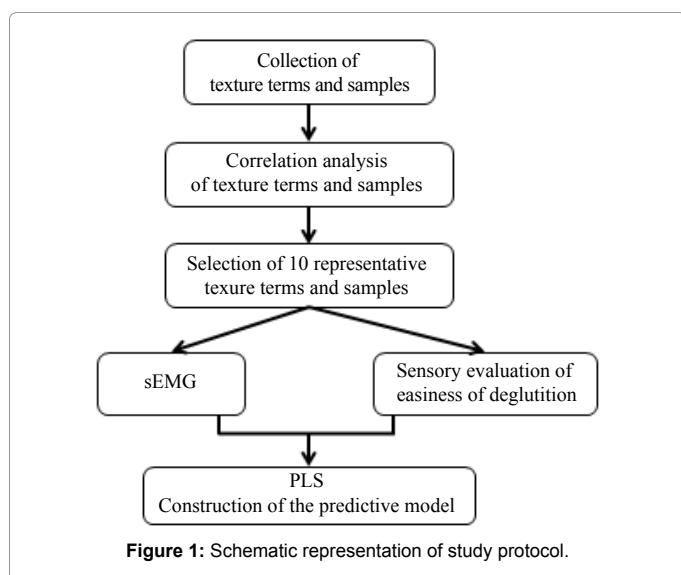 Collection of
texture terms and samples
Correlation analysis
of texture terms and samples
Selection of 10 representative
texure terms and samples
sEMG
Sensory evaluation of
easiness of deglutition
PLS
Construction of the predictive model
Figure 1: Schematic representation of study protocol.